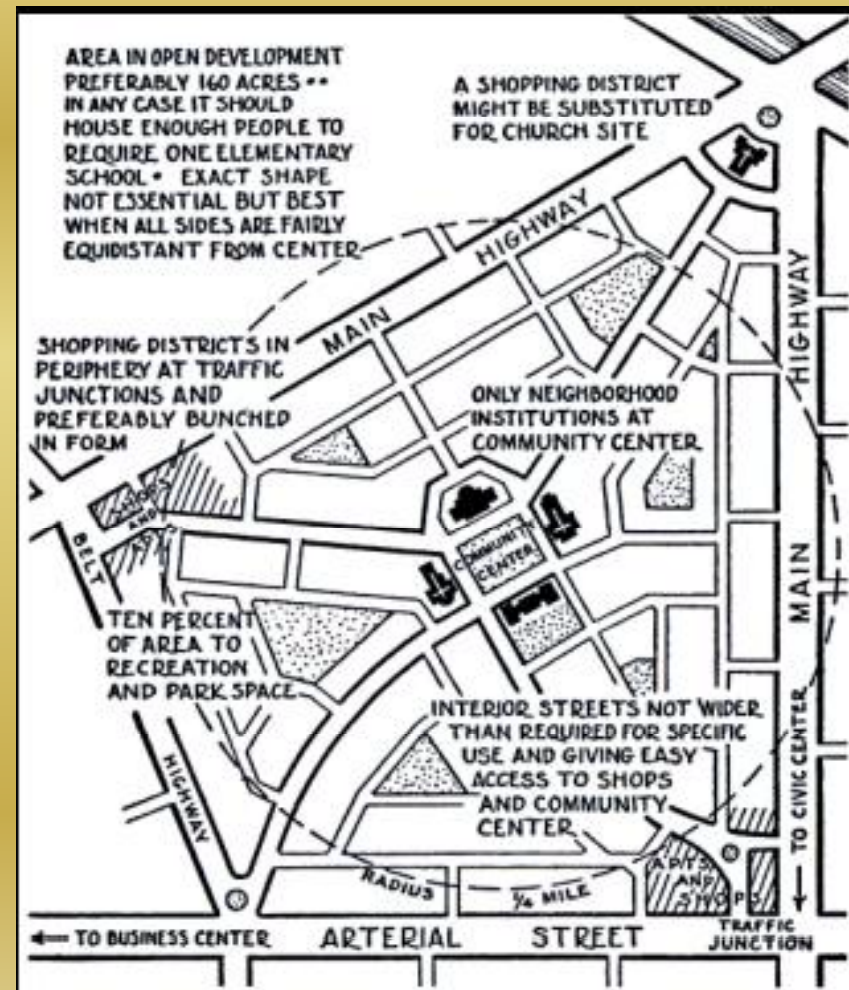 AREA IN OPEN DEVELOPMENT
PREFERABLY 160 ACRES ••
IN ANY CASE IT SHOULD
HOUSE ENOUGH PEOPLE TO
REQUIRE ONE ELEMENTARY
SCHOOL • EXACT SHAPE
NOT ESSENTIAL BUT BEST
WHEN ALL SIDES ARE FAIRLY
EQUIDISTANT FROM CENTER
A SHOPPING DISTRICT
MIGHT BE SUBSTITUTED
FOR CHURCH SITE
MAIN HIGHWAY
HIGHWAY
MAIN
SHOPPING DISTRICTS IN
PERIPHERY AT TRAFFIC
JUNCTIONS AND
PREFERABLY BUNCHED
IN FORM
ONLY NEIGHBORHOOD
INSTITUTIONS AT
COMMUNITY CENTER
SHOPS
AND
BELT
HIGHWAY
COMMUNITY
CENTER
TEN PERCENT
OF AREA TO
RECREATION
AND PARK SPACE
INTERIOR STREETS NOT WIDER
THAN REQUIRED FOR SPECIFIC
USE AND GIVING EASY
ACCESS TO SHOPS
AND COMMUNITY
CENTER
TO CIVIC CENTER
APTS
AND
SHOPS
RADIUS ¼ MILE
TRAFFIC
JUNCTION
← TO BUSINESS CENTER
ARTERIAL STREET